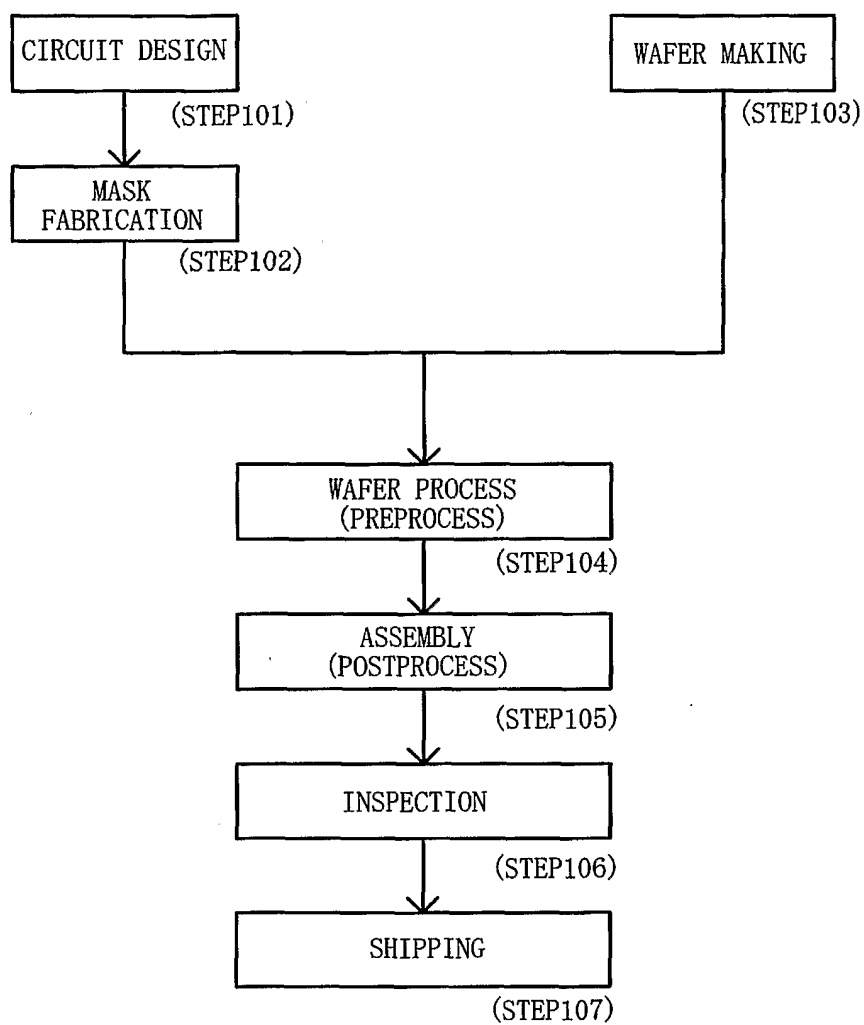 CIRCUIT DESIGN
(STEP101)
WAFER MAKING
(STEP103)
MASK
FABRICATION
(STEP102)
WAFER PROCESS
(PREPROCESS)
(STEP104)
ASSEMBLY
(POSTPROCESS)
(STEP105)
INSPECTION
(STEP106)
SHIPPING
(STEP107)